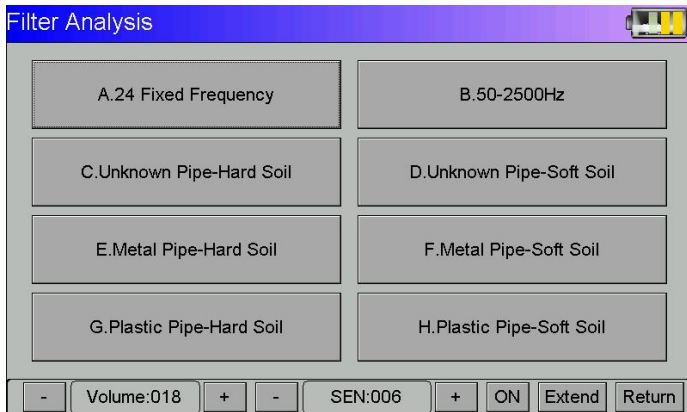 Filter Analysis
A.24 Fixed Frequency
B.50-2500Hz
C.Unknown Pipe-Hard Soil
D.Unknown Pipe-Soft Soil
E.Metal Pipe-Hard Soil
F.Metal Pipe-Soft Soil
G.Plastic Pipe-Hard Soil
H.Plastic Pipe-Soft Soil
- Volume:018 + - SEN:006 + ON Extend Return